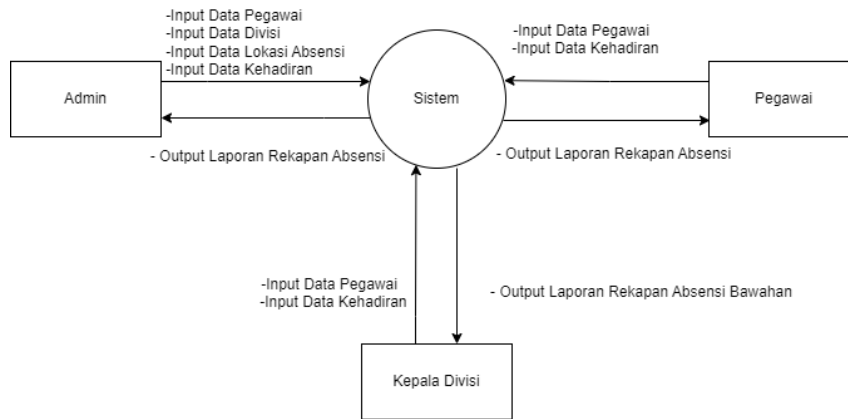 -Input Data Pegawai
-Input Data Divisi
-Input Data Lokasi Absensi
-Input Data Kehadiran
-Input Data Pegawai
-Input Data Kehadiran
Admin
Sistem
Pegawai
- Output Laporan Rekapan Absensi
- Output Laporan Rekapan Absensi
-Input Data Pegawai
-Input Data Kehadiran
- Output Laporan Rekapan Absensi Bawahan
Kepala Divisi